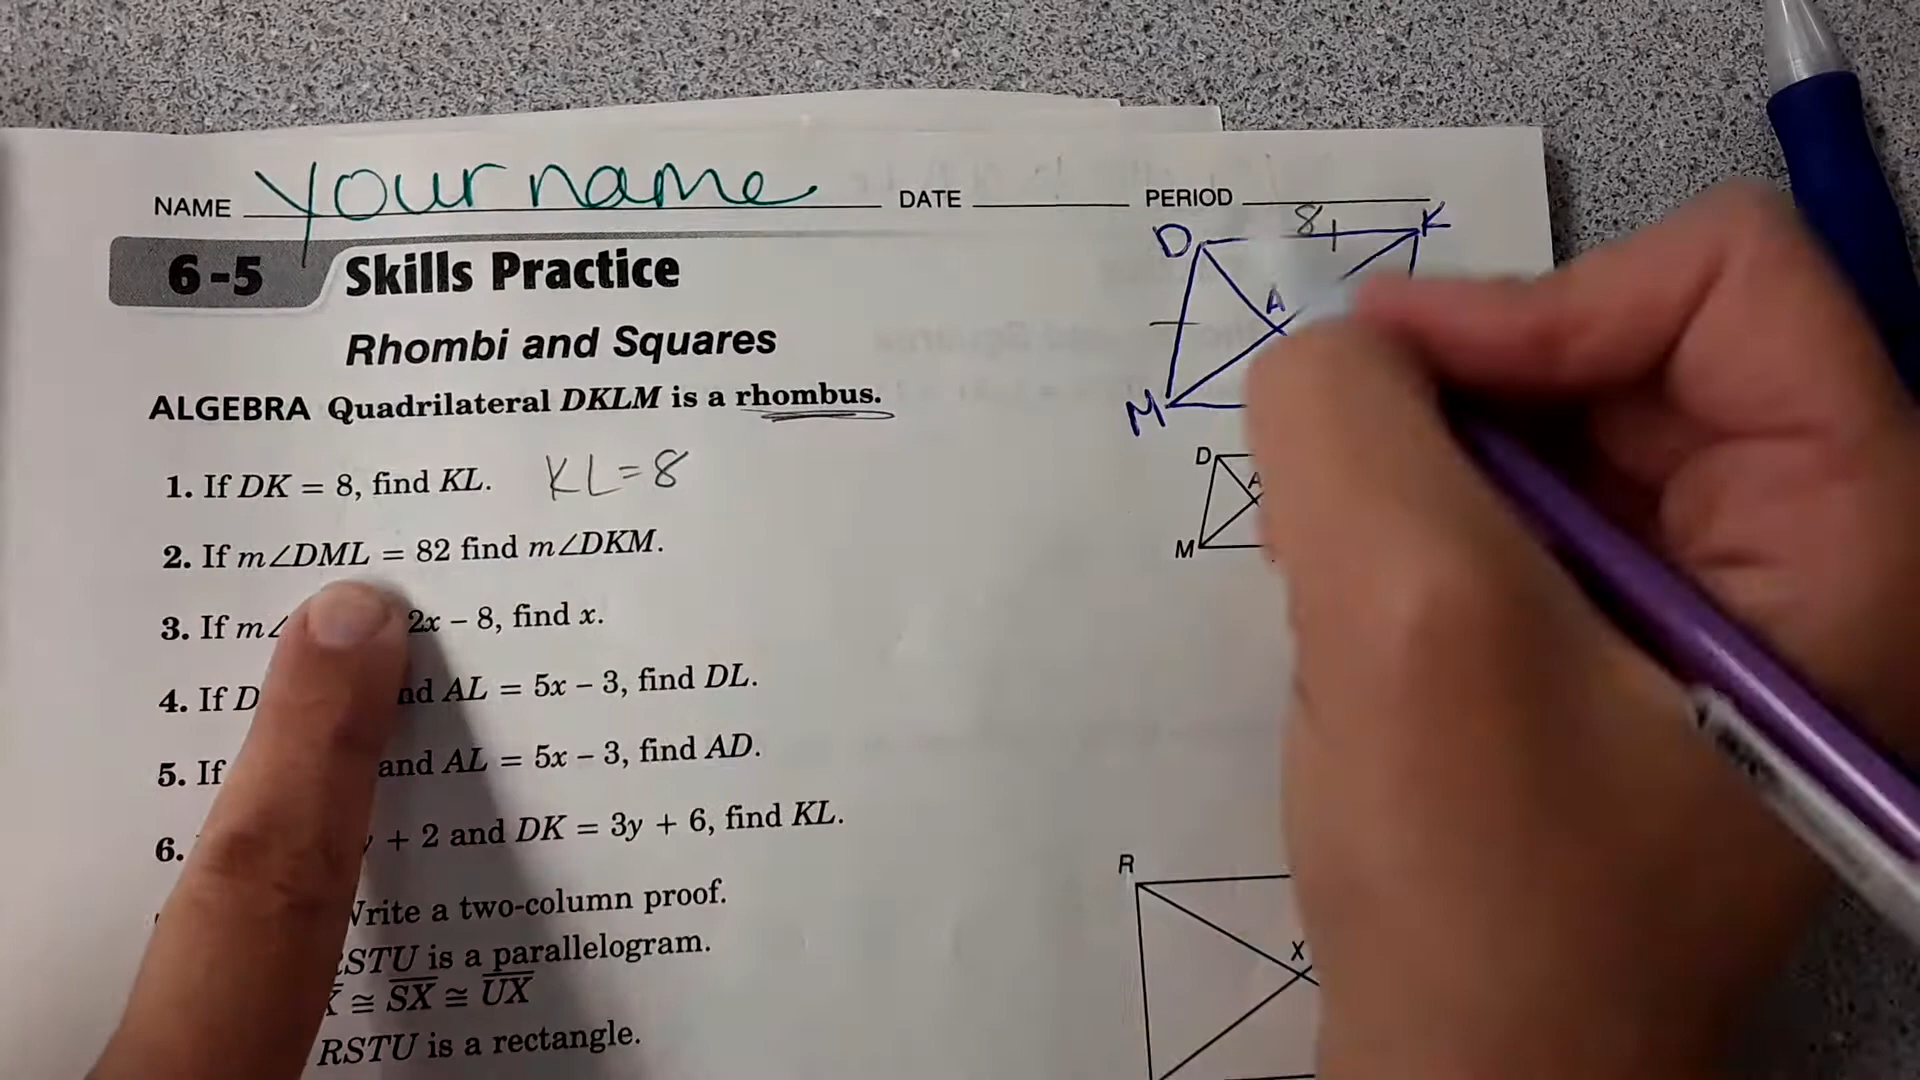 NAME your name DATE PERIOD
6-5 Skills Practice
Rhombi and Squares
ALGEBRA Quadrilateral DKLM is a rhombus.
1. If DK = 8, find KL. KL=8
2. If m∠DML = 82 find m∠DKM.
3. If m∠ 2x – 8, find x.
4. If D nd AL = 5x – 3, find DL.
5. If and AL = 5x – 3, find AD.
6. + 2 and DK = 3y + 6, find KL.
Write a two-column proof.
RSTU is a parallelogram.
≅ SX ≅ UX
RSTU is a rectangle.
D 8 K
A
M
D
A
M
R
X